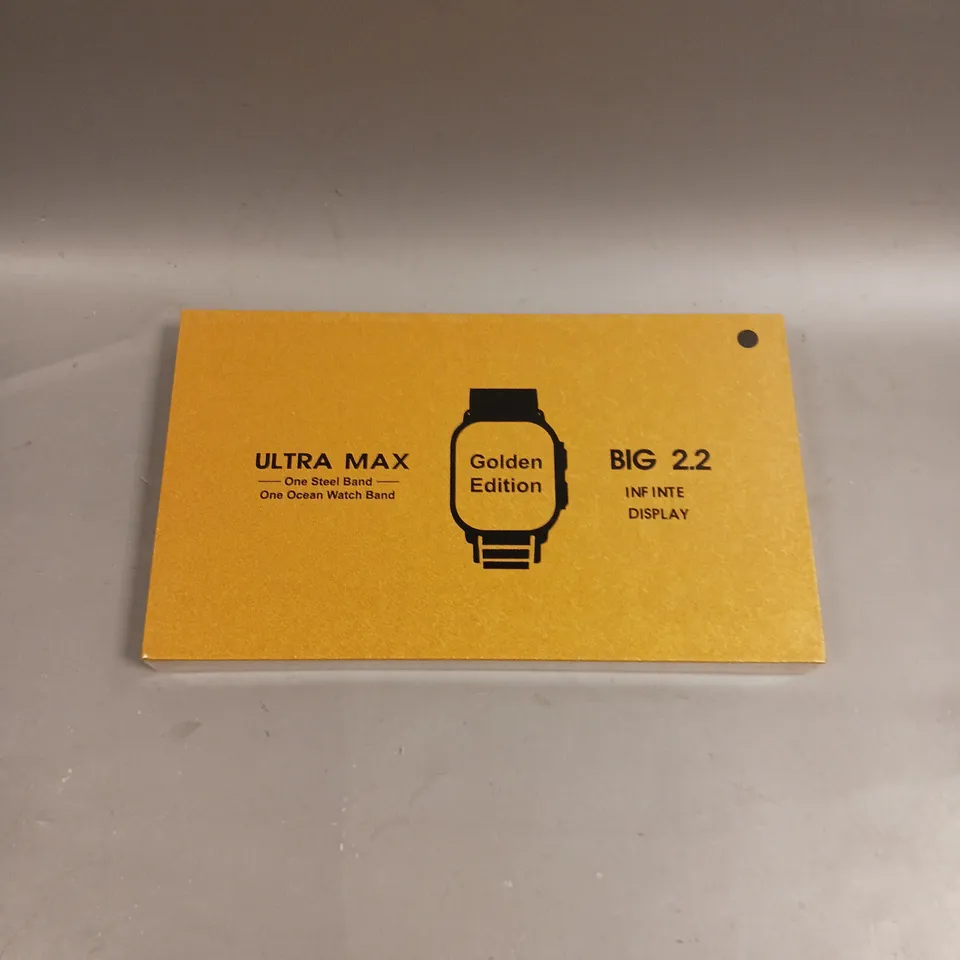 ULTRA MAX
One Steel Band
One Ocean Watch Band
Golden
Edition
BIG 2.2
INFINTE
DISPLAY